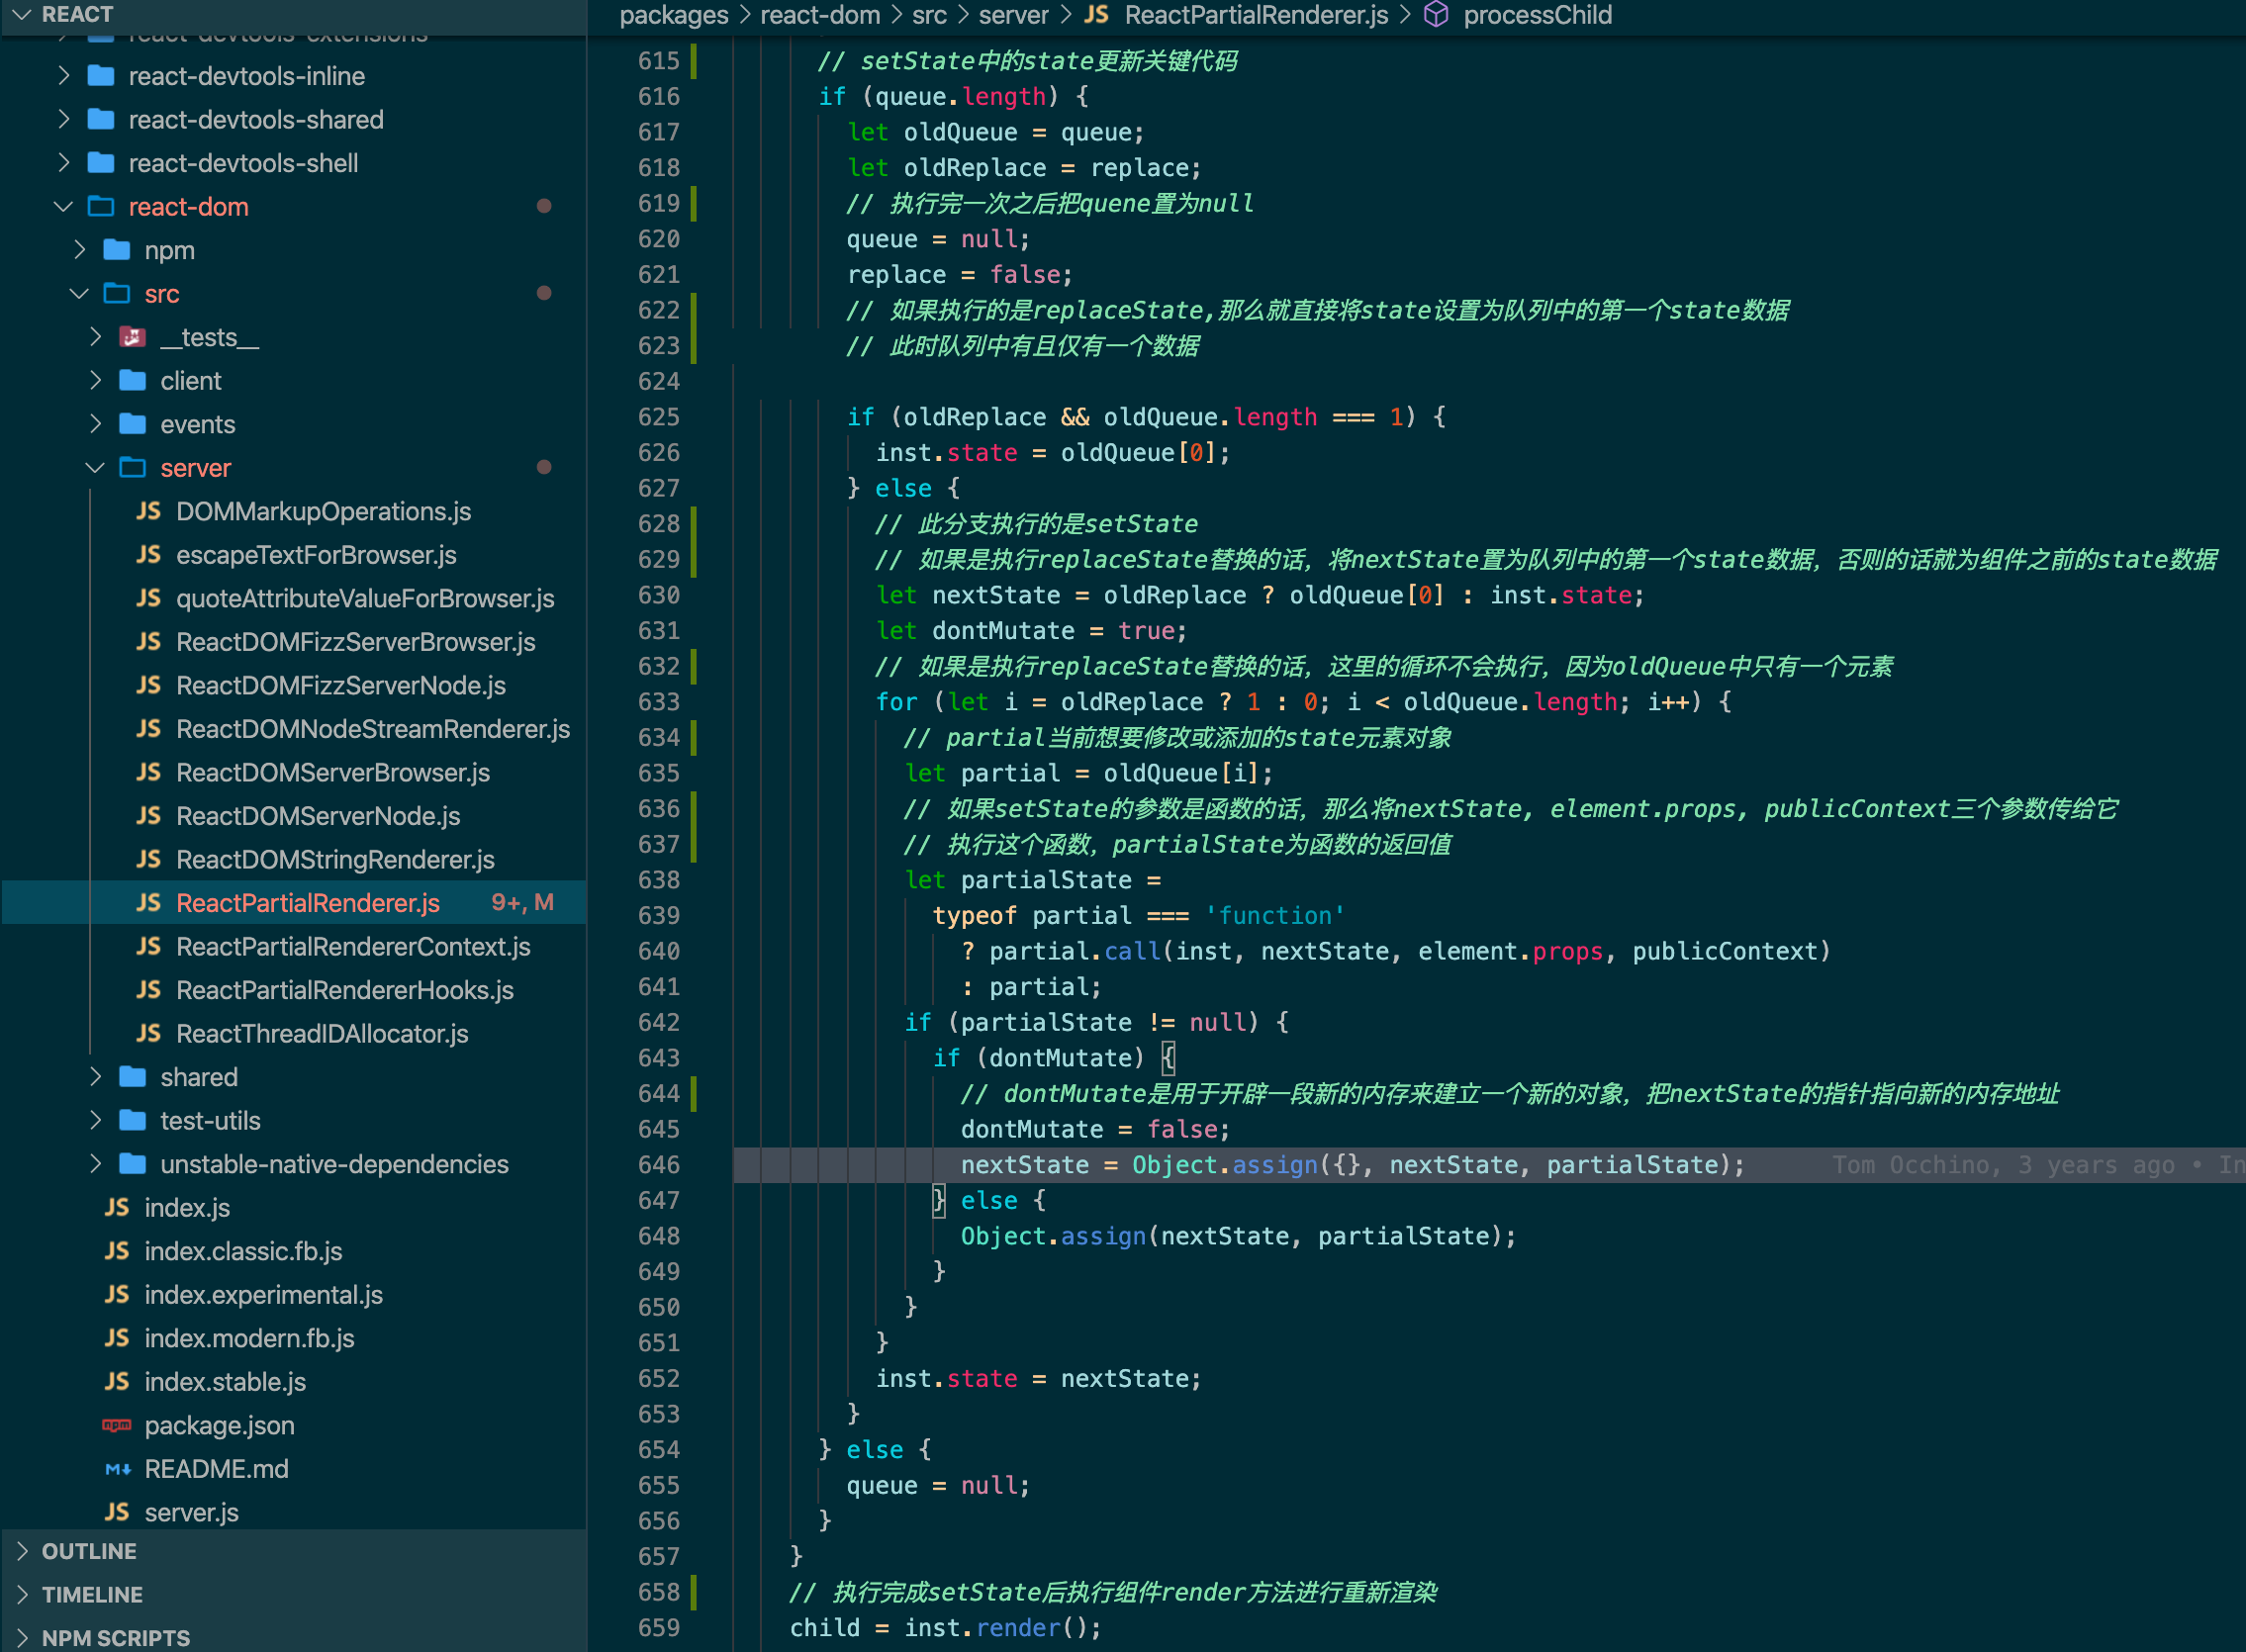 REACT
react-devtools-extensions
react-devtools-inline
react-devtools-shared
react-devtools-shell
react-dom
npm
src
__tests__
client
events
server
JS DOMMarkupOperations.js
JS escapeTextForBrowser.js
JS quoteAttributeValueForBrowser.js
JS ReactDOMFizzServerBrowser.js
JS ReactDOMFizzServerNode.js
JS ReactDOMNodeStreamRenderer.js
JS ReactDOMServerBrowser.js
JS ReactDOMServerNode.js
JS ReactDOMStringRenderer.js
JS ReactPartialRenderer.js 9+, M
JS ReactPartialRendererContext.js
JS ReactPartialRendererHooks.js
JS ReactThreadIDAllocator.js
shared
test-utils
unstable-native-dependencies
JS index.js
JS index.classic.fb.js
JS index.experimental.js
JS index.modern.fb.js
JS index.stable.js
npm package.json
M README.md
JS server.js
OUTLINE
TIMELINE
NPM SCRIPTS
packages > react-dom > src > server > JS ReactPartialRenderer.js > processChild
615 // setState中的state更新关键代码
616 if (queue.length) {
617 let oldQueue = queue;
618 let oldReplace = replace;
619 // 执行完一次之后把quene置为null
620 queue = null;
621 replace = false;
622 // 如果执行的是replaceState,那么就直接将state设置为队列中的第一个state数据
623 // 此时队列中有且仅有一个数据
624
625 if (oldReplace && oldQueue.length === 1) {
626 inst.state = oldQueue[0];
627 } else {
628 // 此分支执行的是setState
629 // 如果是执行replaceState替换的话，将nextState置为队列中的第一个state数据，否则的话就为组件之前的state数据
630 let nextState = oldReplace ? oldQueue[0] : inst.state;
631 let dontMutate = true;
632 // 如果是执行replaceState替换的话，这里的循环不会执行，因为oldQueue中只有一个元素
633 for (let i = oldReplace ? 1 : 0; i < oldQueue.length; i++) {
634 // partial当前想要修改或添加的state元素对象
635 let partial = oldQueue[i];
636 // 如果setState的参数是函数的话，那么将nextState, element.props, publicContext三个参数传给它
637 // 执行这个函数，partialState为函数的返回值
638 let partialState =
639 typeof partial === 'function'
640 ? partial.call(inst, nextState, element.props, publicContext)
641 : partial;
642 if (partialState != null) {
643 if (dontMutate) {
644 // dontMutate是用于开辟一段新的内存来建立一个新的对象，把nextState的指针指向新的内存地址
645 dontMutate = false;
646 nextState = Object.assign({}, nextState, partialState); Tom Occhino, 3 years ago • In
647 } else {
648 Object.assign(nextState, partialState);
649 }
650 }
651 }
652 inst.state = nextState;
653 }
654 } else {
655 queue = null;
656 }
657 }
658 // 执行完成setState后执行组件render方法进行重新渲染
659 child = inst.render();